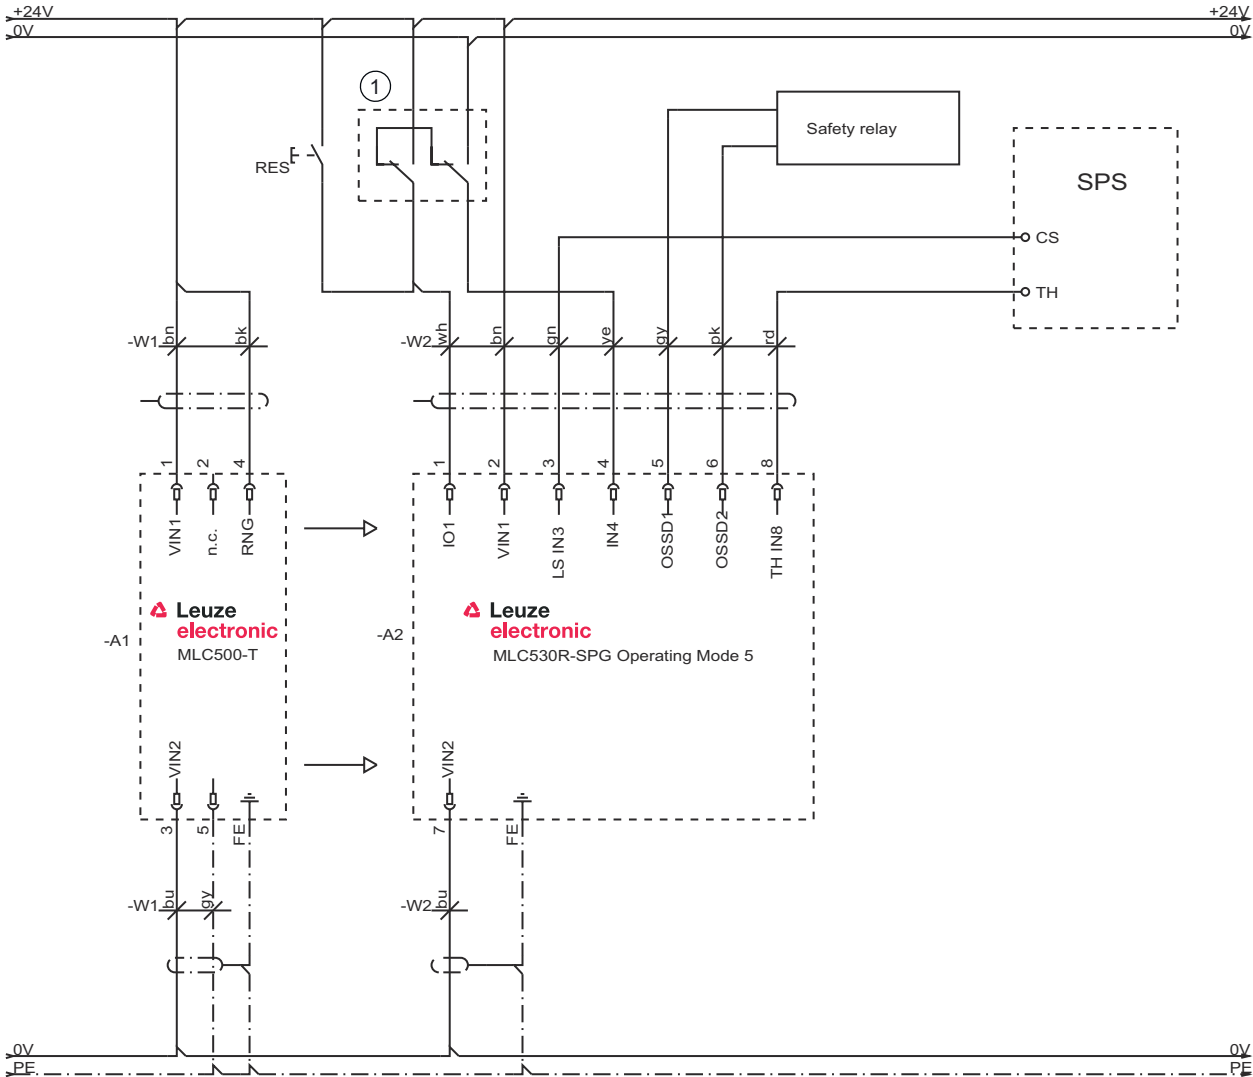 +24V +24V
0V 0V
1
Safety relay
RES
SPS
CS
TH
-W1 bn bk
-W2 wh bn gn ye gy pk rd
1 2 4
1 2 3 4 5 6 8
VIN1 n.c. RNG
IO1 VIN1 LS IN3 IN4 OSSD1 OSSD2 TH IN8
Leuze
electronic
MLC500-T
-A1
Leuze
electronic
MLC530R-SPG Operating Mode 5
-A2
VIN2
VIN2
3 5 FE
7 FE
-W1 bu gy
-W2 bu
0V 0V
PE PE